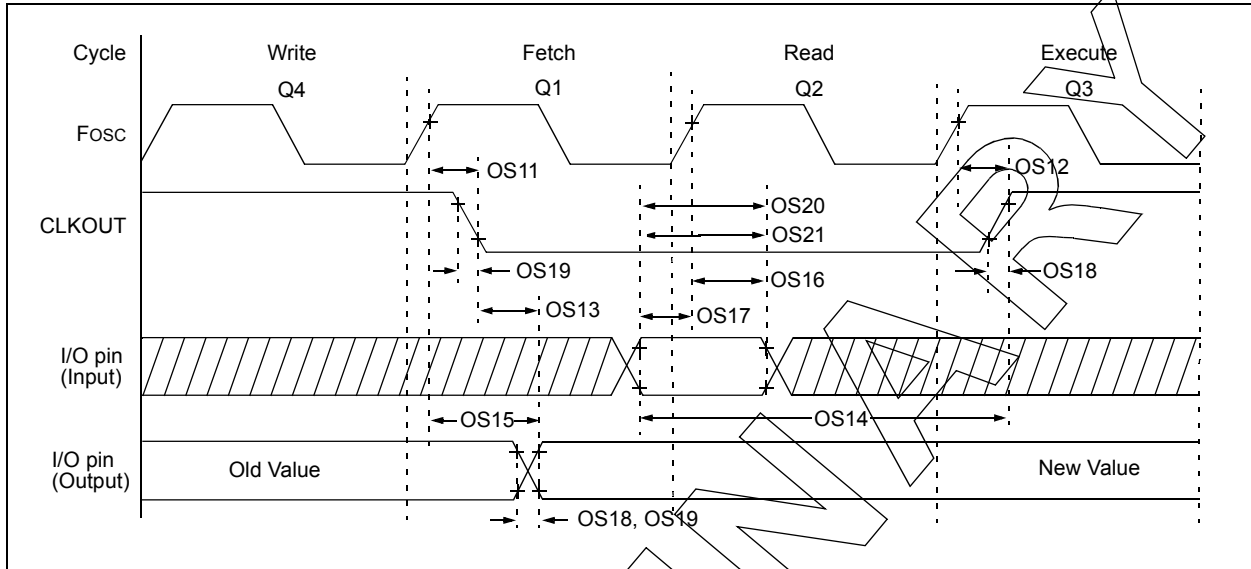 Cycle Write Fetch Read Execute
Q4 Q1 Q2 Q3
FOSC
OS11 OS12
OS20
CLKOUT
OS21
OS19 OS18
OS16
OS13 OS17
I/O pin
(Input)
OS15 OS14
I/O pin
(Output)
Old Value New Value
OS18, OS19